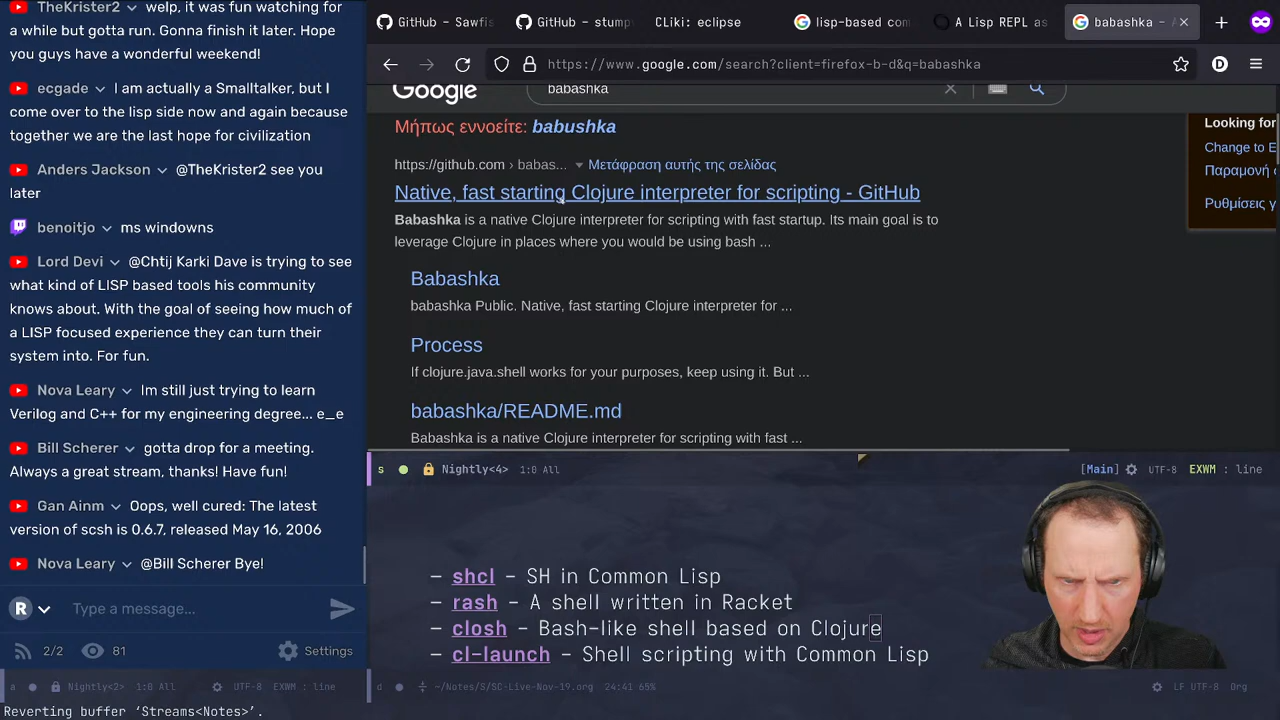 TheKrister2 welp, it was fun watching for
a while but gotta run. Gonna finish it later. Hope
you guys have a wonderful weekend!
ecgade I am actually a Smalltalker, but I
come over to the lisp side now and again because
together we are the last hope for civilization
Anders Jackson @TheKrister2 see you
later
benoitjo ms windowns
Lord Devi @Chtij Karki Dave is trying to see
what kind of LISP based tools his community
knows about. With the goal of seeing how much of
a LISP focused experience they can turn their
system into. For fun.
Nova Leary Im still just trying to learn
Verilog and C++ for my engineering degree... e_e
Bill Scherer gotta drop for a meeting.
Always a great stream, thanks! Have fun!
Gan Ainm Oops, well cured: The latest
version of scsh is 0.6.7, released May 16, 2006
Nova Leary @Bill Scherer Bye!
R Type a message...
2/2 81 Settings
a Nightly<2> 1:0 All UTF-8 EXWM : line
Reverting buffer ‘Streams<Notes>’.
GitHub - Sawfis
GitHub - stump
CLiki: eclipse
lisp-based com
A Lisp REPL as
babashka - A
https://www.google.com/search?client=firefox-b-d&q=babashka
D
Google
babashka
Μήπως εννοείτε: babushka
https://github.com › babas... Μετάφραση αυτής της σελίδας
Native, fast starting Clojure interpreter for scripting - GitHub
Babashka is a native Clojure interpreter for scripting with fast startup. Its main goal is to
leverage Clojure in places where you would be using bash ...
Babashka
babashka Public. Native, fast starting Clojure interpreter for ...
Process
If clojure.java.shell works for your purposes, keep using it. But ...
babashka/README.md
Babashka is a native Clojure interpreter for scripting with fast ...
Looking for
Change to E
Παραμονή
Ρυθμίσεις γ
s Nightly<4> 1:0 All [Main] UTF-8 EXWM : line
- shcl - SH in Common Lisp
- rash - A shell written in Racket
- closh - Bash-like shell based on Clojure
- cl-launch - Shell scripting with Common Lisp
d ~/Notes/S/SC-Live-Nov-19.org 24:41 65% LF UTF-8 Org